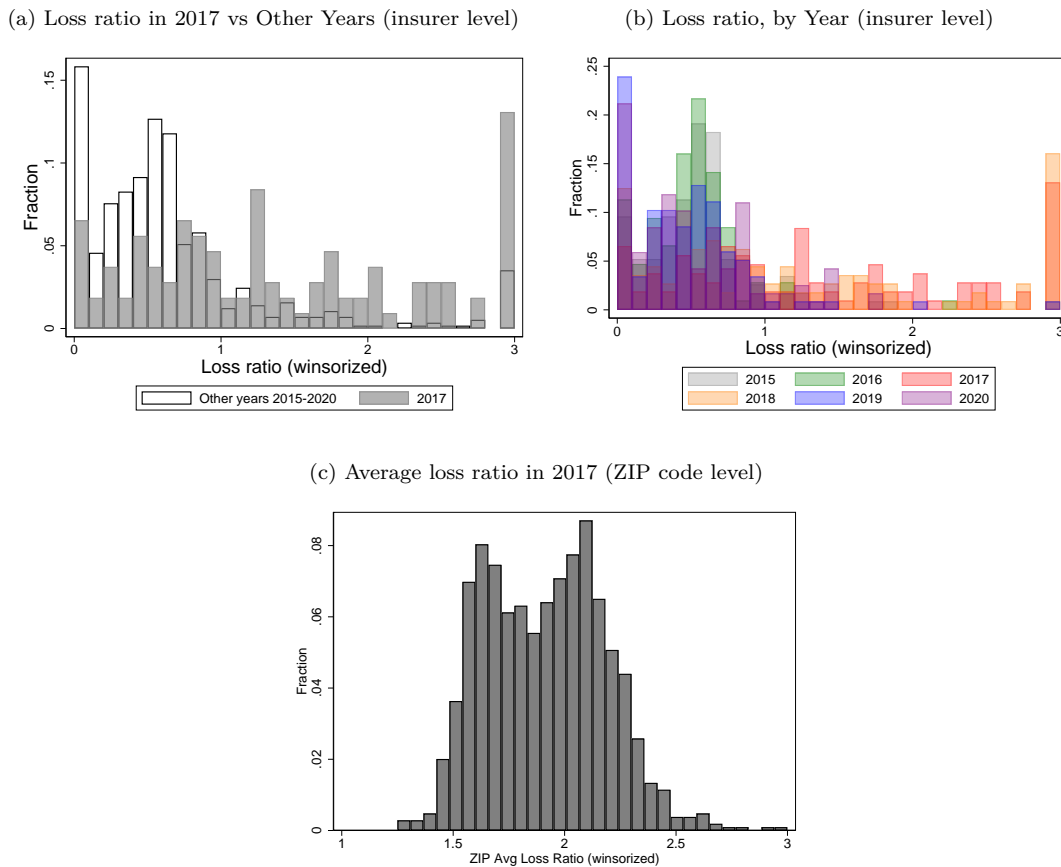 (a) Loss ratio in 2017 vs Other Years (insurer level)
.15
.1
.05
0
Fraction
0 1 2 3
Loss ratio (winsorized)
Other years 2015-2020 2017
(b) Loss ratio, by Year (insurer level)
.25
.2
.15
.1
.05
0
Fraction
0 1 2 3
Loss ratio (winsorized)
2015 2016 2017
2018 2019 2020
(c) Average loss ratio in 2017 (ZIP code level)
.08
.06
.04
.02
0
Fraction
1 1.5 2 2.5 3
ZIP Avg Loss Ratio (winsorized)